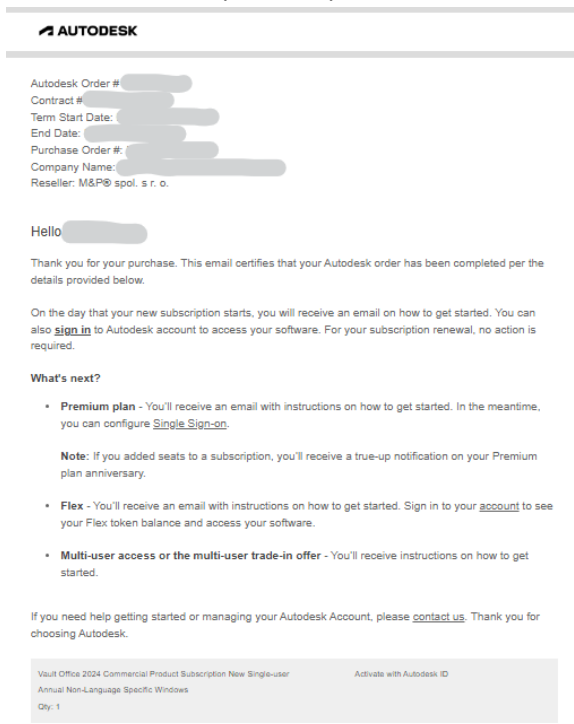 AUTODESK
Autodesk Order #
Contract #
Term Start Date:
End Date:
Purchase Order #:
Company Name:
Reseller: M&P® spol. s r. o.
Hello
Thank you for your purchase. This email certifies that your Autodesk order has been completed per the
details provided below.
On the day that your new subscription starts, you will receive an email on how to get started. You can
also sign in to Autodesk account to access your software. For your subscription renewal, no action is
required.
What's next?
• Premium plan - You'll receive an email with instructions on how to get started. In the meantime,
you can configure Single Sign-on.
Note: If you added seats to a subscription, you'll receive a true-up notification on your Premium
plan anniversary.
• Flex - You'll receive an email with instructions on how to get started. Sign in to your account to see
your Flex token balance and access your software.
• Multi-user access or the multi-user trade-in offer - You'll receive instructions on how to get
started.
If you need help getting started or managing your Autodesk Account, please contact us. Thank you for
choosing Autodesk.
Vault Office 2024 Commercial Product Subscription New Single-user Activate with Autodesk ID
Annual Non-Language Specific Windows
Qty: 1